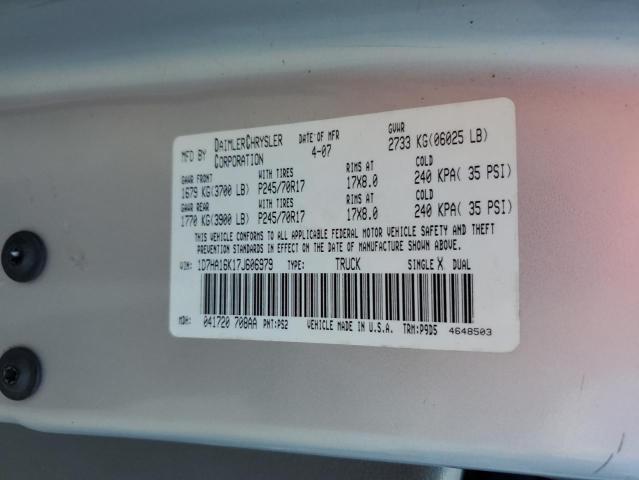 MFD BY DAIMLERCHRYSLER CORPORATION DATE OF MFR 4-07 GVWR 2733 KG(06025 LB)
GAWR FRONT WITH TIRES RIMS AT COLD
1679 KG(3700 LB) P245/70R17 17X8.0 240 KPA( 35 PSI)
GAWR REAR WITH TIRES RIMS AT COLD
1770 KG(3900 LB) P245/70R17 17X8.0 240 KPA( 35 PSI)
THIS VEHICLE CONFORMS TO ALL APPLICABLE FEDERAL MOTOR VEHICLE SAFETY AND THEFT
PREVENTION STANDARDS IN EFFECT ON THE DATE OF MANUFACTURE SHOWN ABOVE.
VIN: 1D7HA16K17J606979 TYPE: TRUCK SINGLE X DUAL
MDH: 041720 708AA PNT:PS2 VEHICLE MADE IN U.S.A. TRM:P9D5 4648503